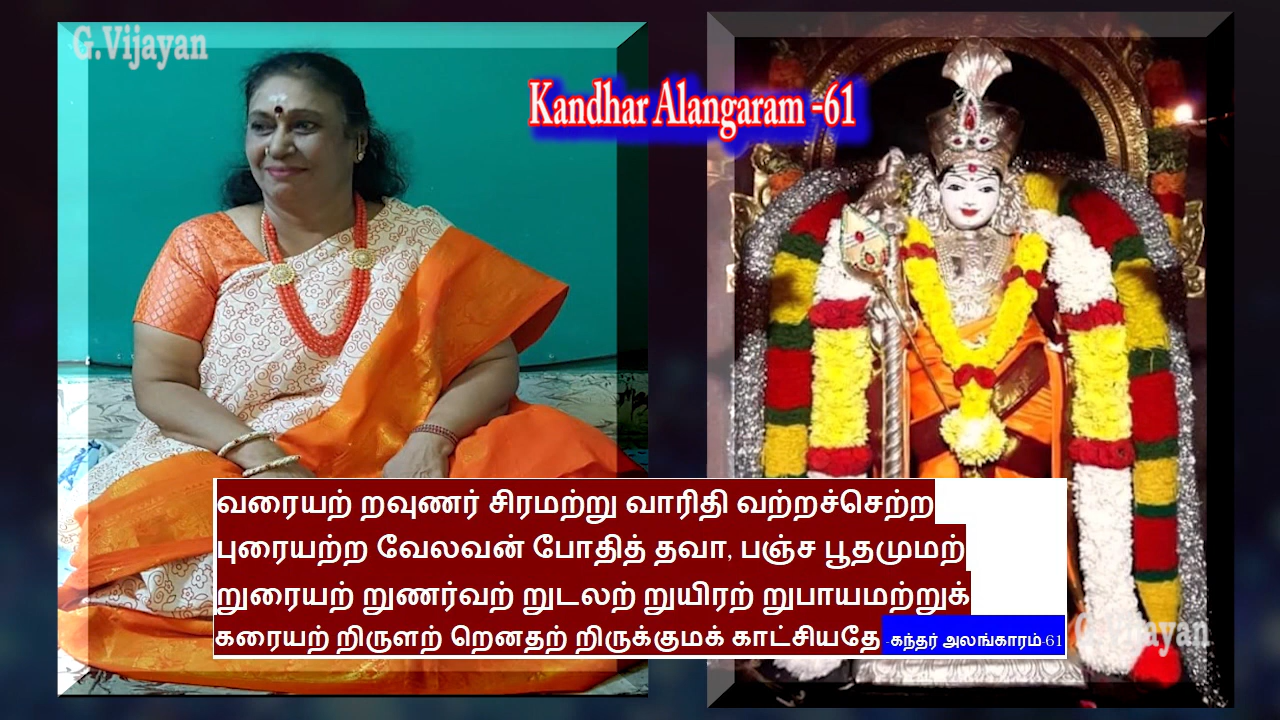 G.Vijayan
Kandhar Alangaram -61
வரையற் றவுணர் சிரமற்று வாரிதி வற்றச்செற்ற
புரையற்ற வேலவன் போதித் தவா, பஞ்ச பூதமுமற்
றுரையற் றுணர்வற் றுடலற் றுயிரற் றுபாயமற்றுக்
கரையற் றிருளற் றெனதற் றிருக்குமக் காட்சியதே -கந்தர் அலங்காரம்-61
G.Vijayan